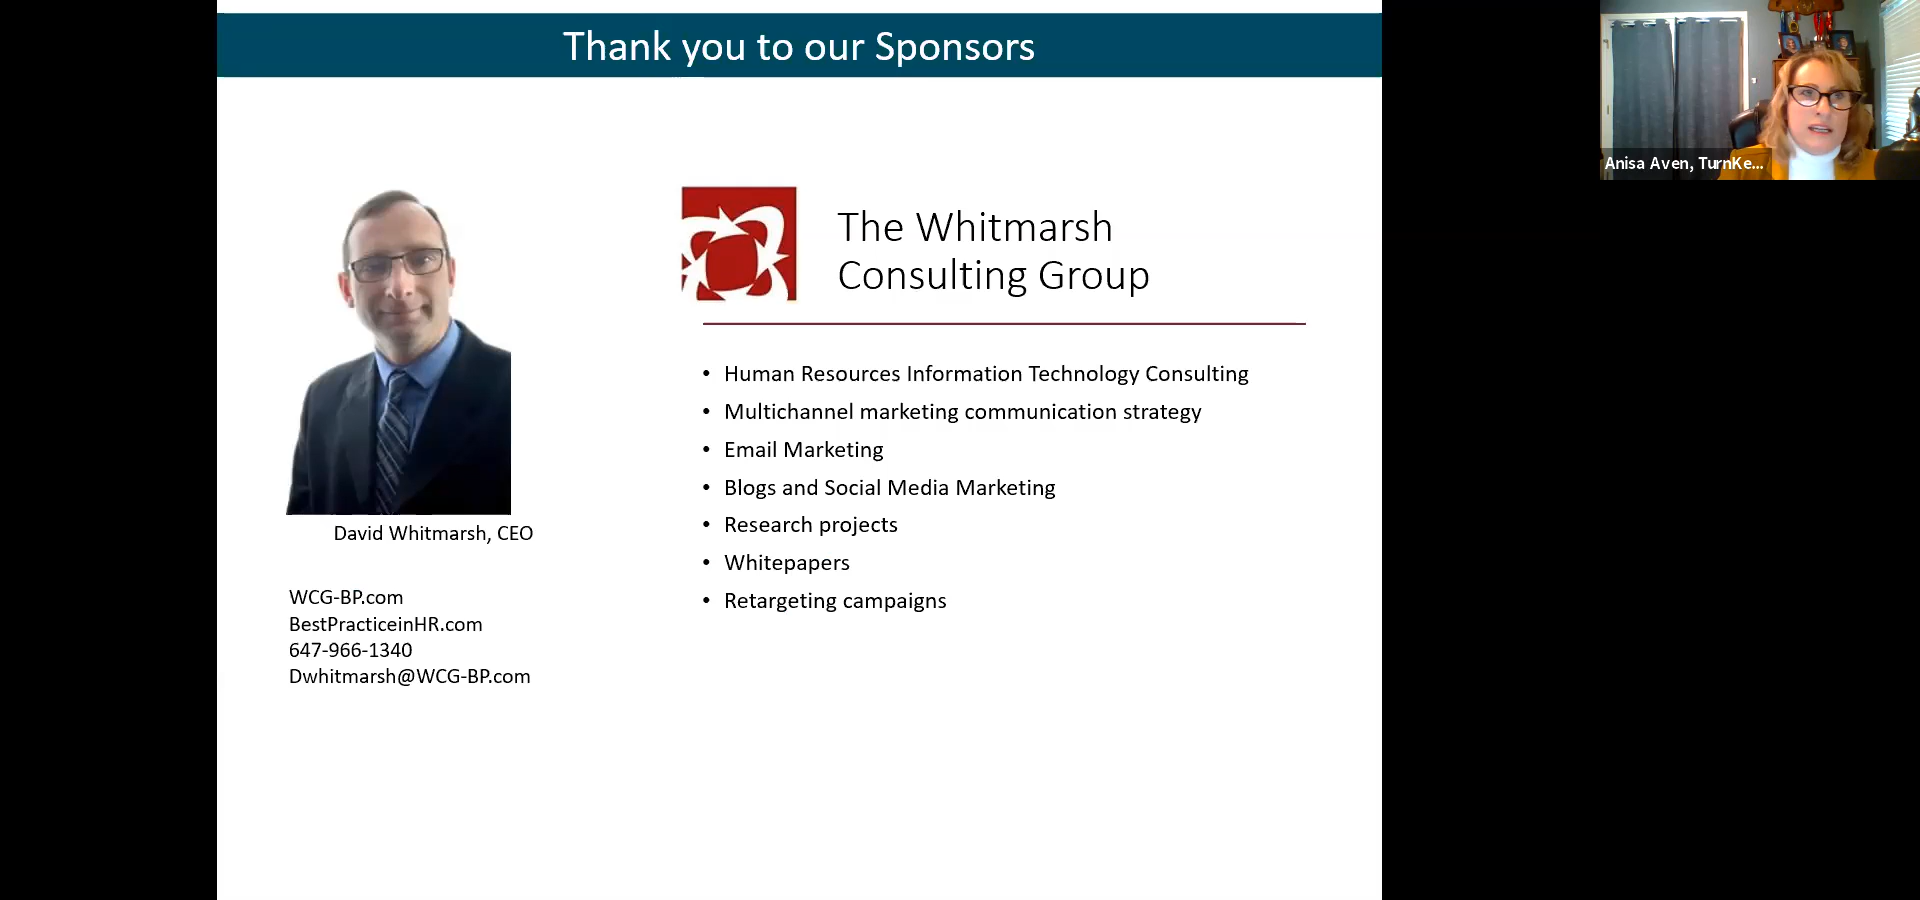 Thank you to our Sponsors
Anisa Aven, TurnKe...
The Whitmarsh
Consulting Group
• Human Resources Information Technology Consulting
• Multichannel marketing communication strategy
• Email Marketing
• Blogs and Social Media Marketing
• Research projects
• Whitepapers
• Retargeting campaigns
David Whitmarsh, CEO
WCG-BP.com
BestPracticeinHR.com
647-966-1340
Dwhitmarsh@WCG-BP.com